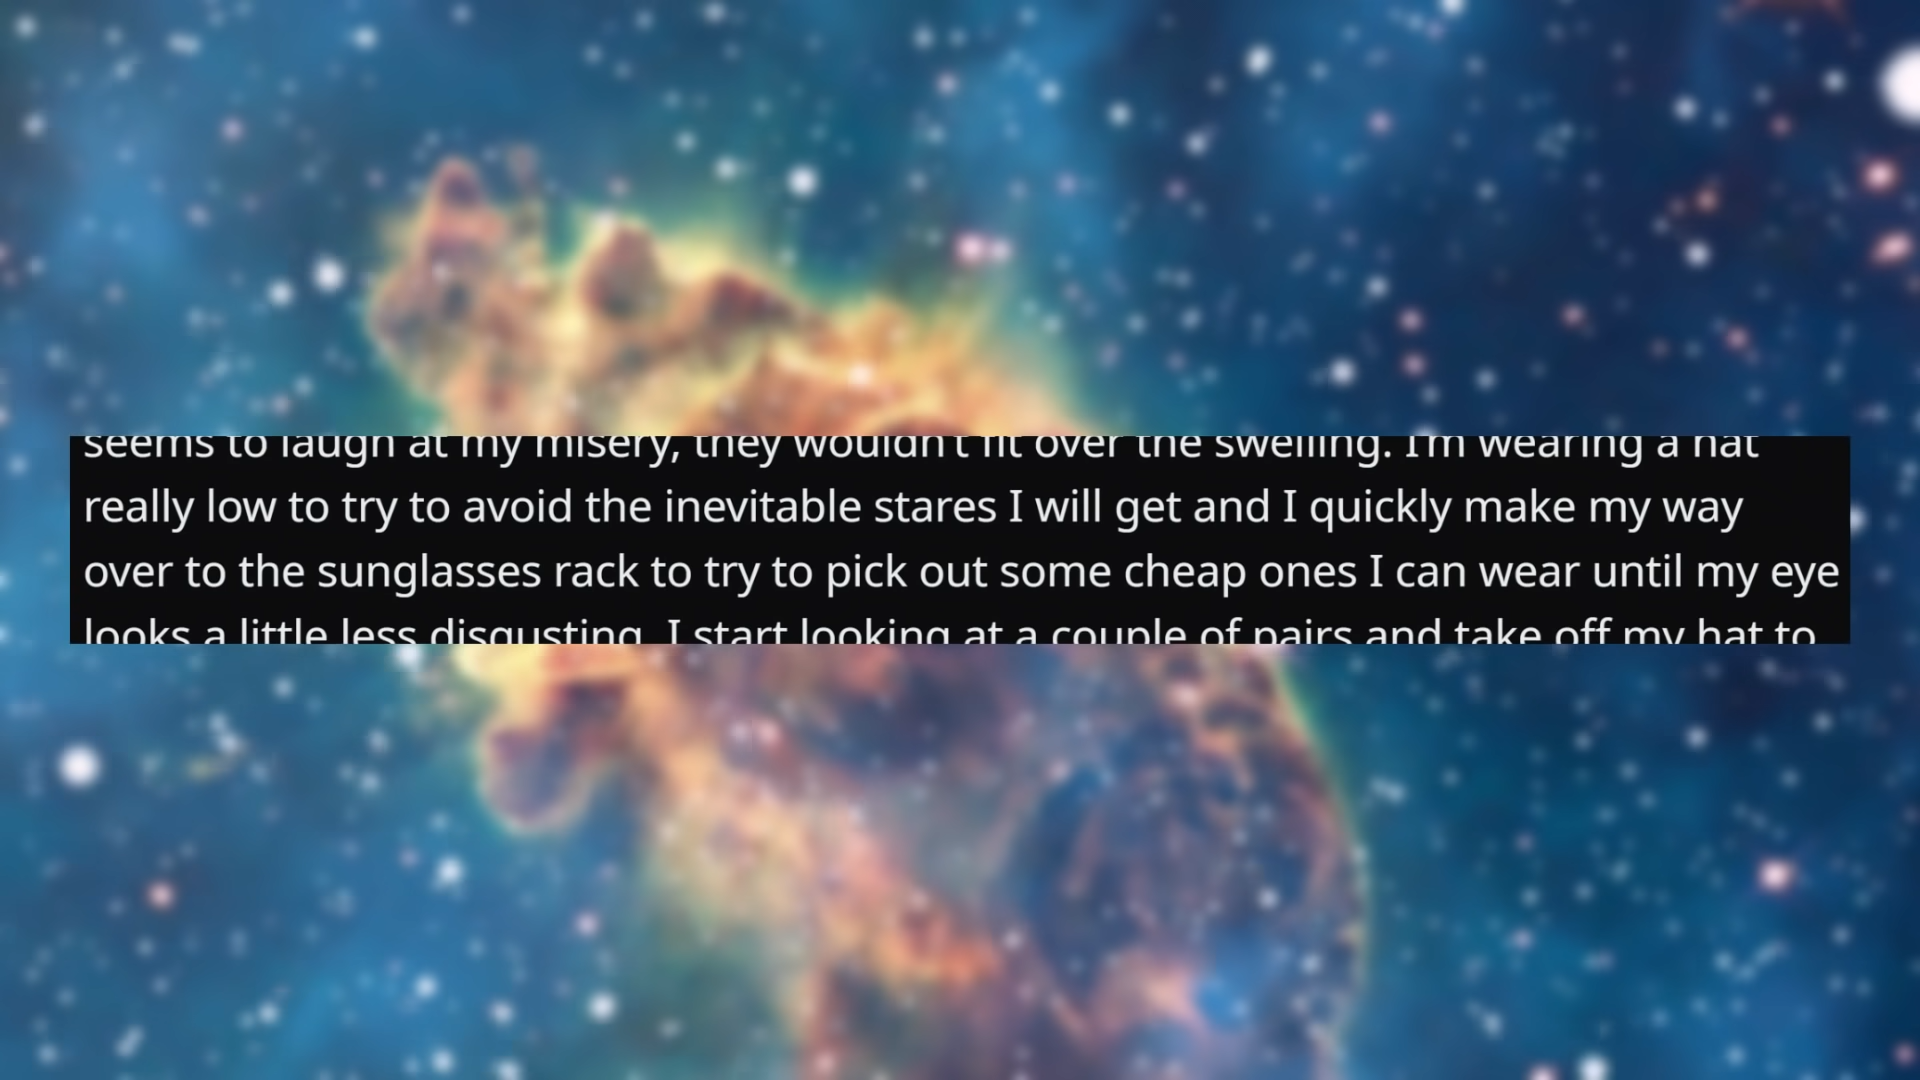 seems to laugh at my misery, they wouldn't fit over the swelling. I'm wearing a hat
really low to try to avoid the inevitable stares I will get and I quickly make my way
over to the sunglasses rack to try to pick out some cheap ones I can wear until my eye
looks a little less disgusting. I start looking at a couple of pairs and take off my hat to